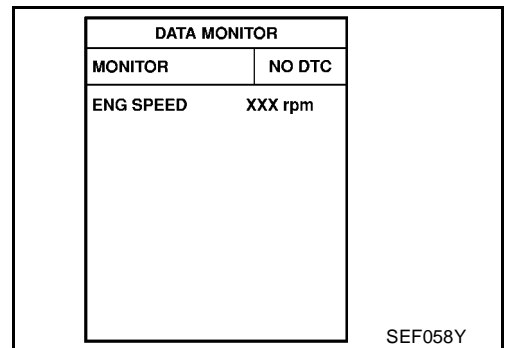 DATA MONITOR
MONITOR NO DTC
ENG SPEED XXX rpm
SEF058Y